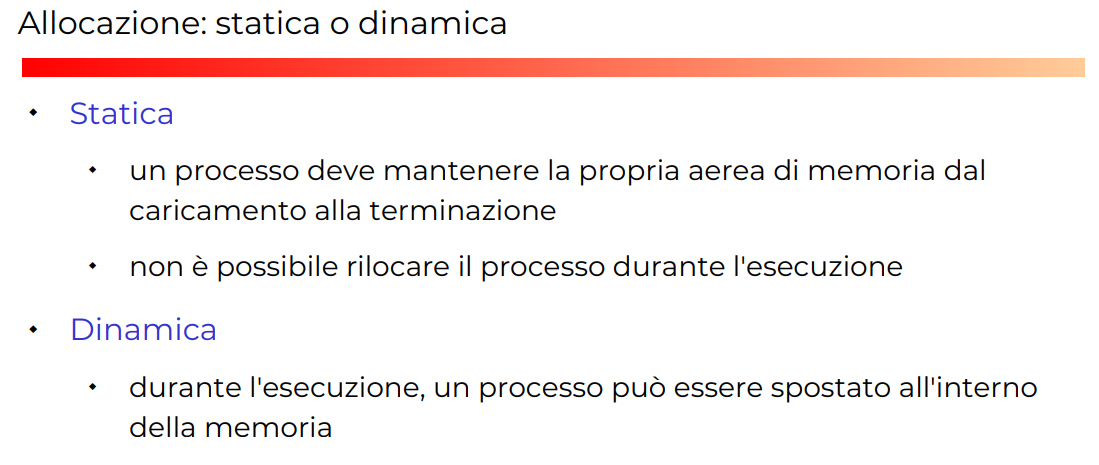 Allocazione: statica o dinamica
Statica
un processo deve mantenere la propria aerea di memoria dal
caricamento alla terminazione
non è possibile rilocare il processo durante l'esecuzione
Dinamica
durante l'esecuzione, un processo può essere spostato all'interno
della memoria